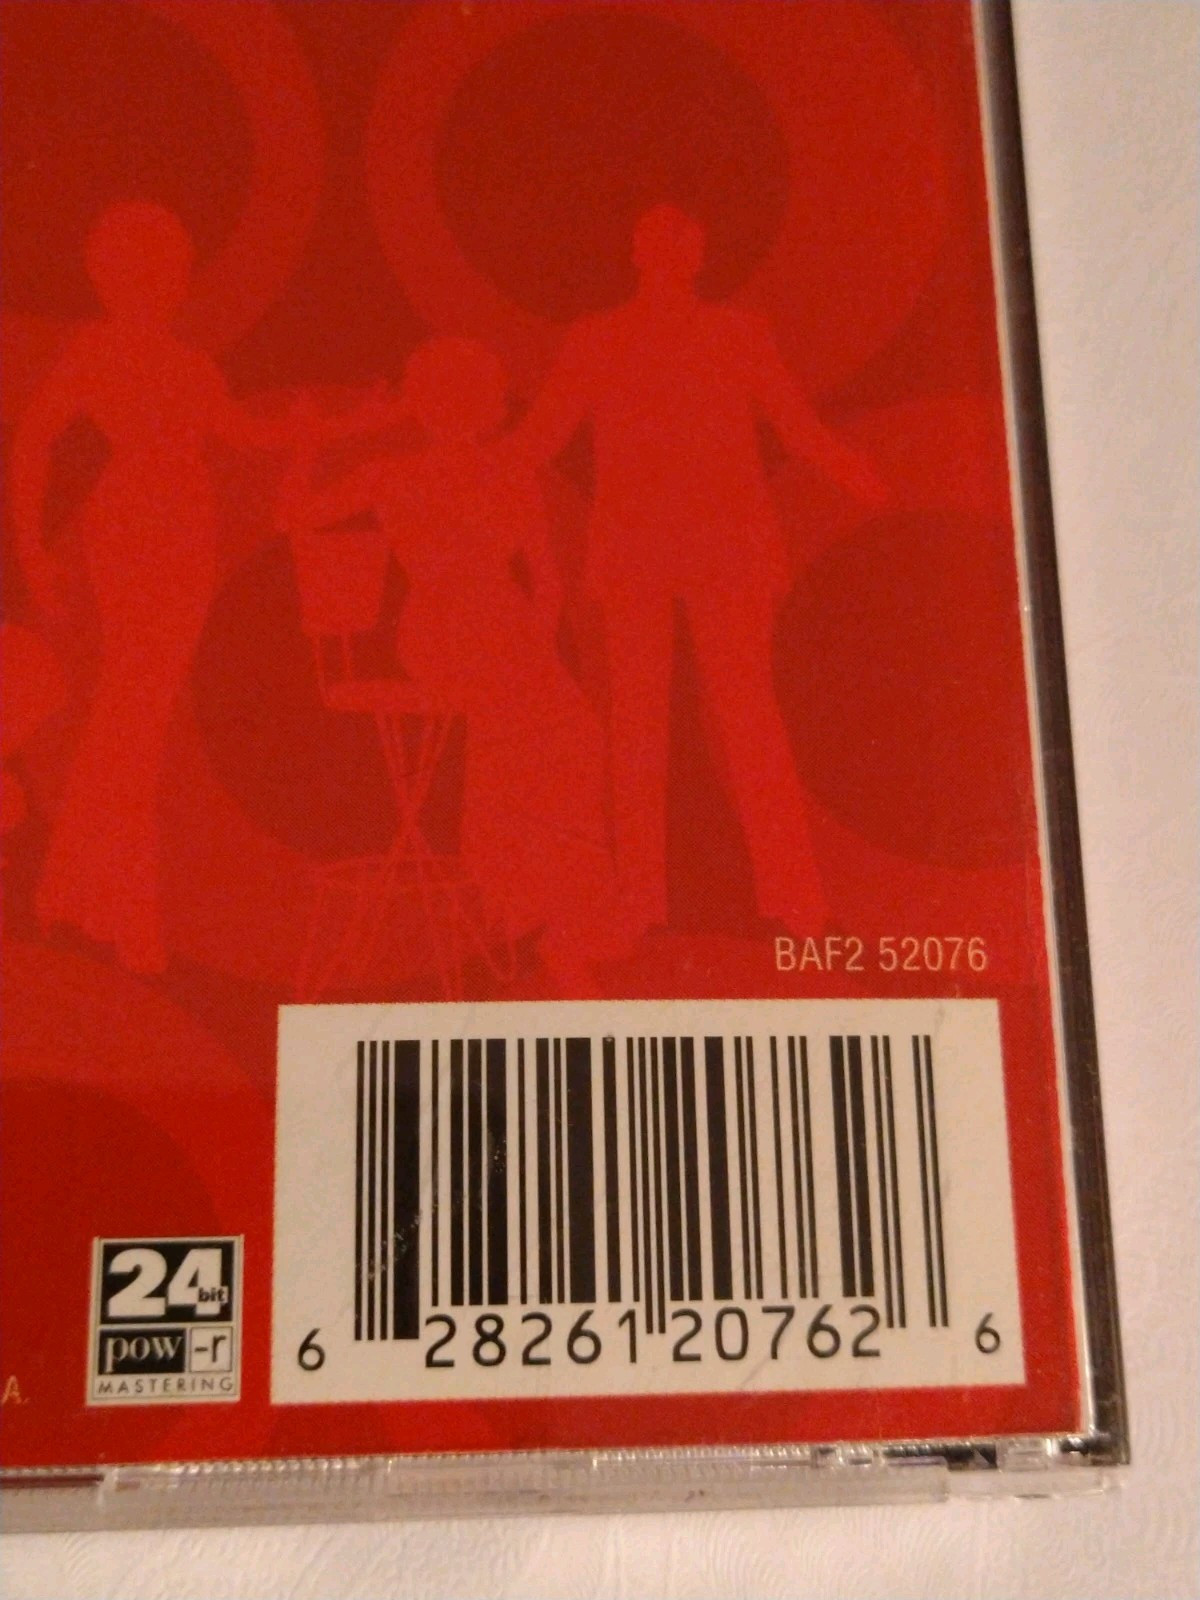 BAF2 52076
6 28261 20762 6
24 bit
pow-r
MASTERING
A.